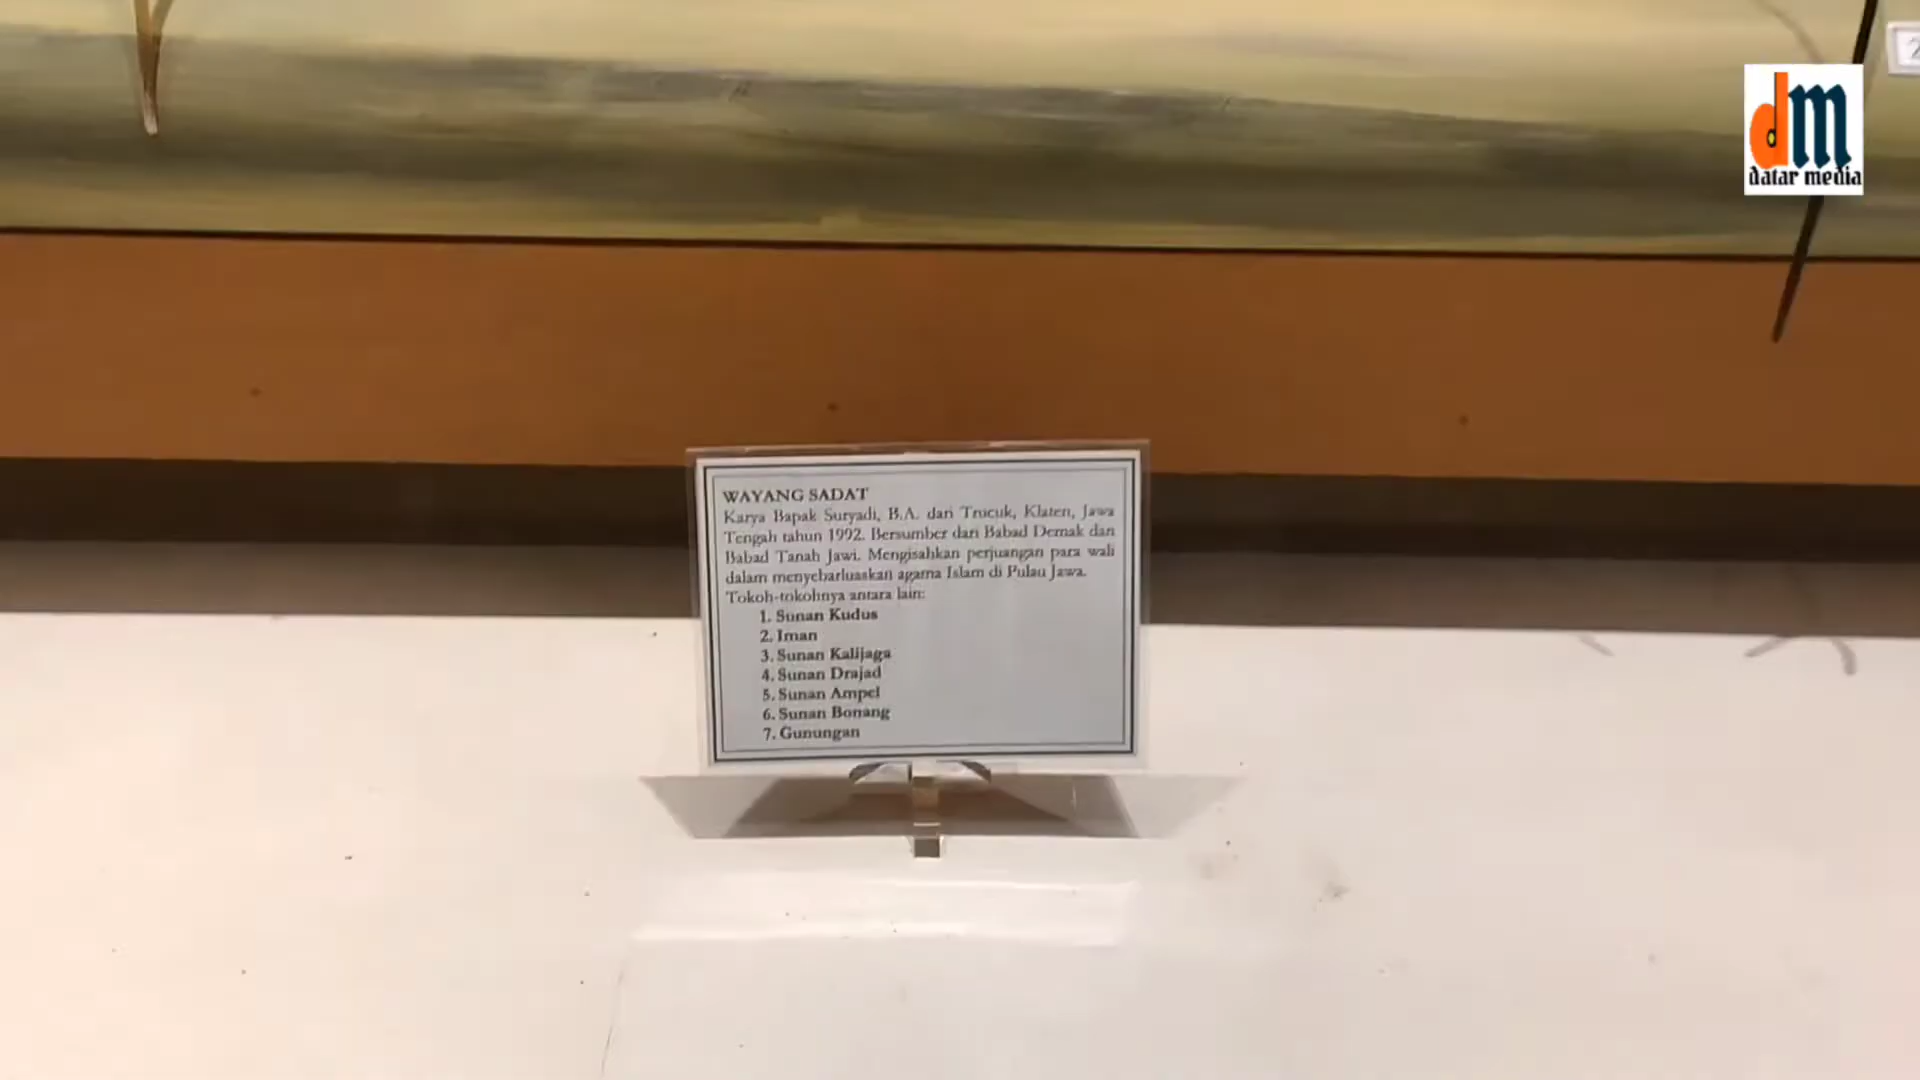 dm
datar media
WAYANG SADAT
Karya Bapak Suryadi, B.A. dari Trucuk, Klaten, Jawa
Tengah tahun 1992. Bersumber dari Babad Demak dan
Babad Tanah Jawi. Mengisahkan perjuangan para wali
dalam menyebarluaskan agama Islam di Pulau Jawa.
Tokoh-tokohnya antara lain:
1. Sunan Kudus
2. Iman
3. Sunan Kalijaga
4. Sunan Drajad
5. Sunan Ampel
6. Sunan Bonang
7. Gunungan